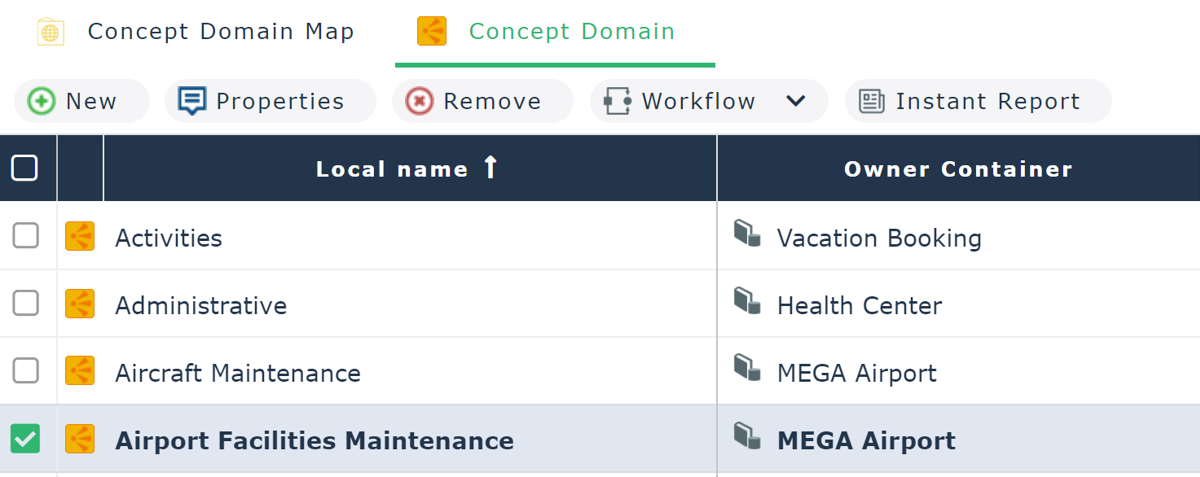 Concept Domain Map Concept Domain
New Properties Remove Workflow Instant Report
Local name ↑ Owner Container
Activities Vacation Booking
Administrative Health Center
Aircraft Maintenance MEGA Airport
Airport Facilities Maintenance MEGA Airport